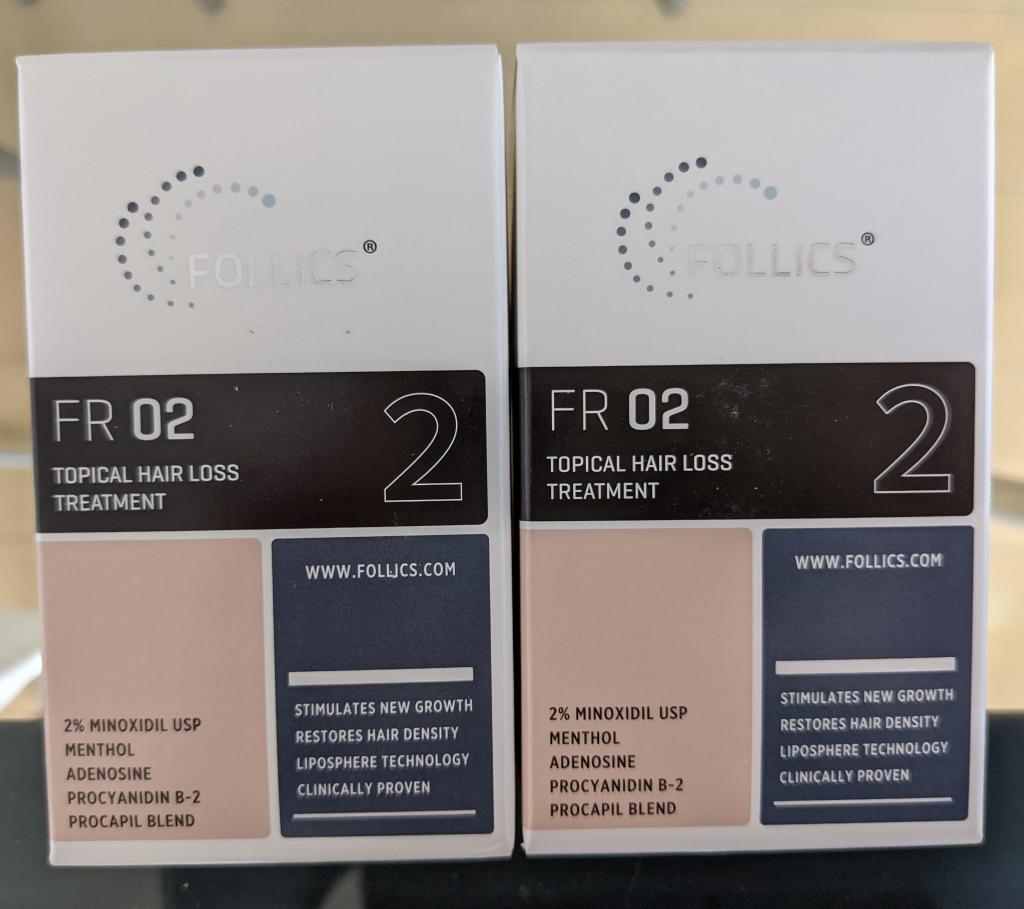 FOLLICS®
FR 02
2
TOPICAL HAIR LOSS
TREATMENT
WWW.FOLLICS.COM
2% MINOXIDIL USP
MENTHOL
ADENOSINE
PROCYANIDIN B-2
PROCAPIL BLEND
STIMULATES NEW GROWTH
RESTORES HAIR DENSITY
LIPOSPHERE TECHNOLOGY
CLINICALLY PROVEN
FOLLICS®
FR 02
2
TOPICAL HAIR LOSS
TREATMENT
WWW.FOLLICS.COM
2% MINOXIDIL USP
MENTHOL
ADENOSINE
PROCYANIDIN B-2
PROCAPIL BLEND
STIMULATES NEW GROWTH
RESTORES HAIR DENSITY
LIPOSPHERE TECHNOLOGY
CLINICALLY PROVEN